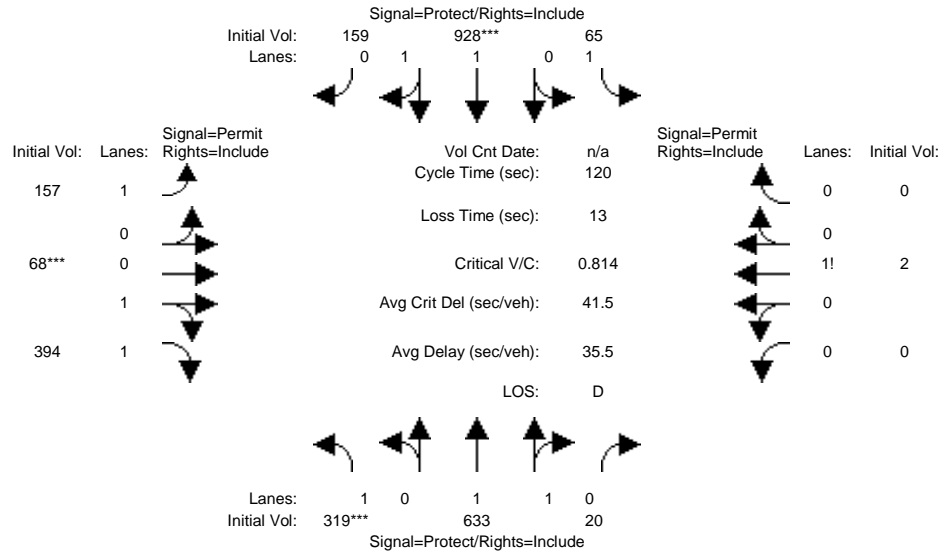 Signal=Protect/Rights=Include
Initial Vol: 159 928*** 65
Lanes: 0 1 1 0 1
Signal=Permit
Initial Vol: Lanes: Rights=Include
Vol Cnt Date: n/a
Signal=Permit
Rights=Include Lanes: Initial Vol:
Cycle Time (sec): 120
157 1
0 0
Loss Time (sec): 13
0
0
68*** 0
Critical V/C: 0.814
1! 2
1
Avg Crit Del (sec/veh): 41.5
0
394 1
Avg Delay (sec/veh): 35.5
0 0
LOS: D
Lanes: 1 0 1 1 0
Initial Vol: 319*** 633 20
Signal=Protect/Rights=Include